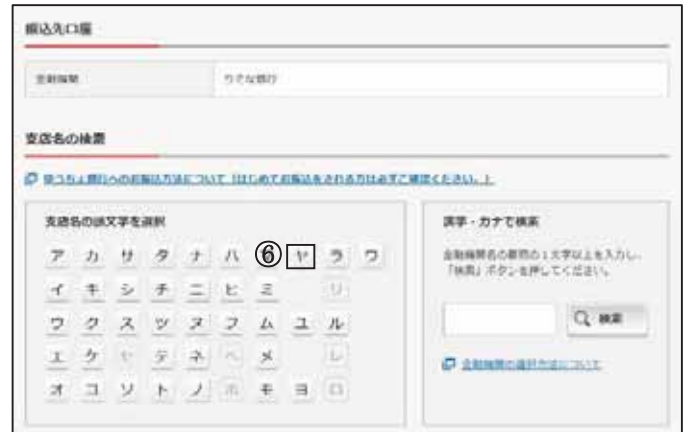 振込先口座
金融機関 りそな銀行
支店名の検索
ゆうちょ銀行へのお振込方法について(はじめてお振込をされる方は必ずご確認ください。)
支店名の頭文字を選択
ア カ サ タ ナ ハ ⑥ ヤ ラ ワ
イ キ シ チ ニ ヒ ミ リ
ウ ク ス ツ ヌ フ ム ユ ル
エ ケ セ テ ネ ヘ メ レ
オ コ ソ ト ノ ホ モ ヨ ロ
漢字・カナで検索
金融機関名の最初の1文字以上を入力し、
「検索」ボタンを押してください。
検索
金融機関の選択方法について